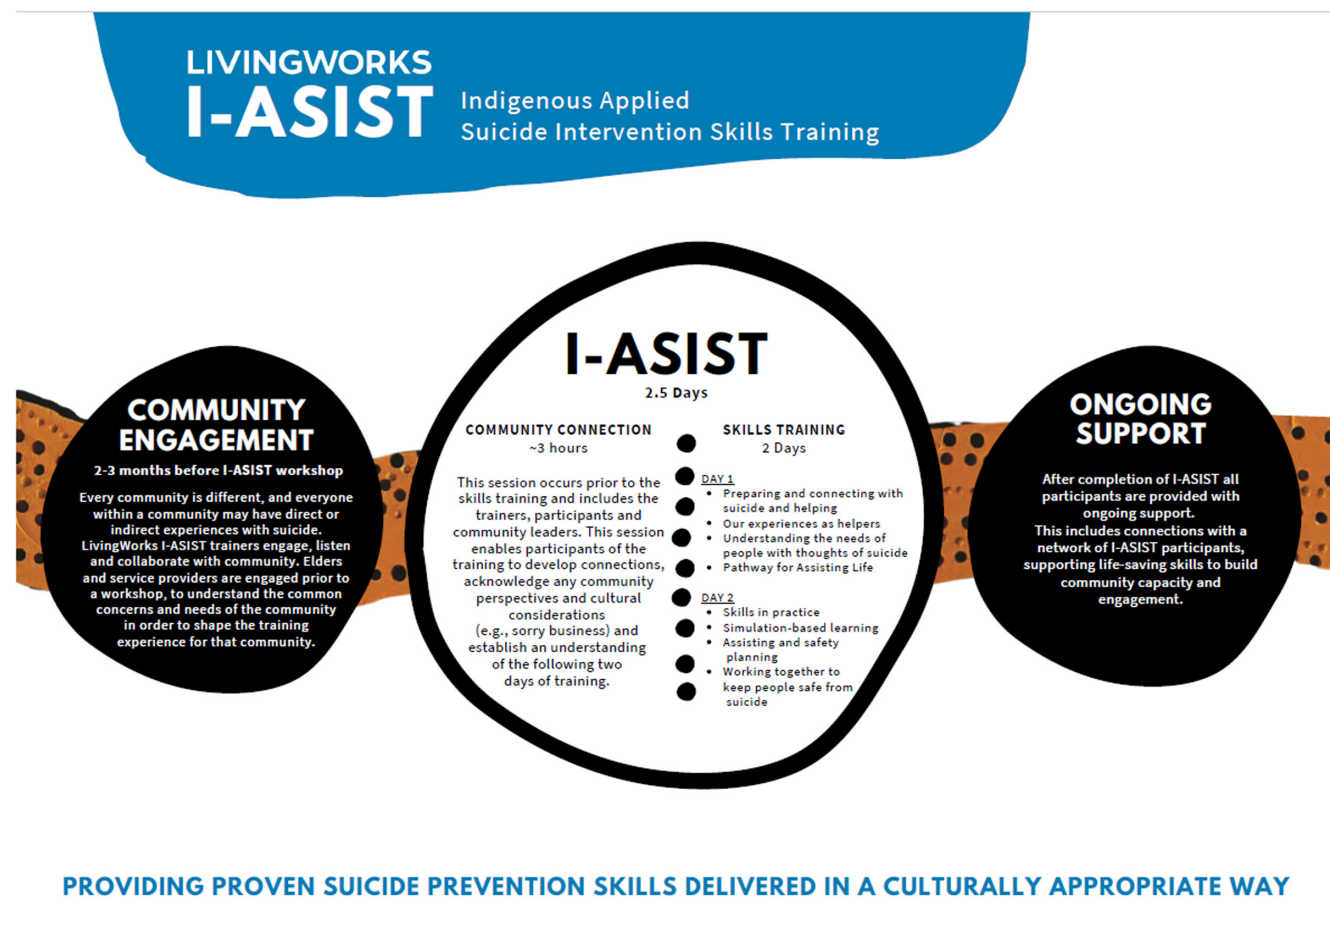 LIVINGWORKS
I-ASIST
Indigenous Applied
Suicide Intervention Skills Training
COMMUNITY
ENGAGEMENT
2-3 months before I-ASIST workshop
Every community is different, and everyone
within a community may have direct or
indirect experiences with suicide.
LivingWorks I-ASIST trainers engage, listen
and collaborate with community. Elders
and service providers are engaged prior to
a workshop, to understand the common
concerns and needs of the community
in order to shape the training
experience for that community.
I-ASIST
2.5 Days
COMMUNITY CONNECTION
~3 hours
This session occurs prior to the
skills training and includes the
trainers, participants and
community leaders. This session
enables participants of the
training to develop connections,
acknowledge any community
perspectives and cultural
considerations
(e.g., sorry business) and
establish an understanding
of the following two
days of training.
SKILLS TRAINING
2 Days
DAY 1
• Preparing and connecting with
suicide and helping
• Our experiences as helpers
• Understanding the needs of
people with thoughts of suicide
• Pathway for Assisting Life
DAY 2
• Skills in practice
• Simulation-based learning
• Assisting and safety
planning
• Working together to
keep people safe from
suicide
ONGOING
SUPPORT
After completion of I-ASIST all
participants are provided with
ongoing support.
This includes connections with a
network of I-ASIST participants,
supporting life-saving skills to build
community capacity and
engagement.
PROVIDING PROVEN SUICIDE PREVENTION SKILLS DELIVERED IN A CULTURALLY APPROPRIATE WAY